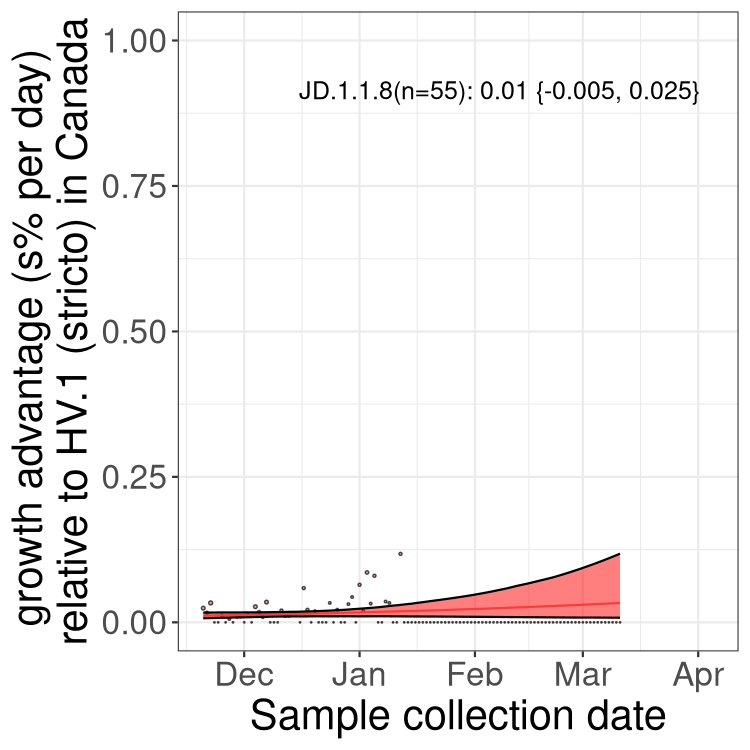 growth advantage (s% per day)
relative to HV.1 (stricto) in Canada
1.00
0.75
0.50
0.25
0.00
JD.1.1.8(n=55): 0.01 {-0.005, 0.025}
Dec Jan Feb Mar Apr
Sample collection date